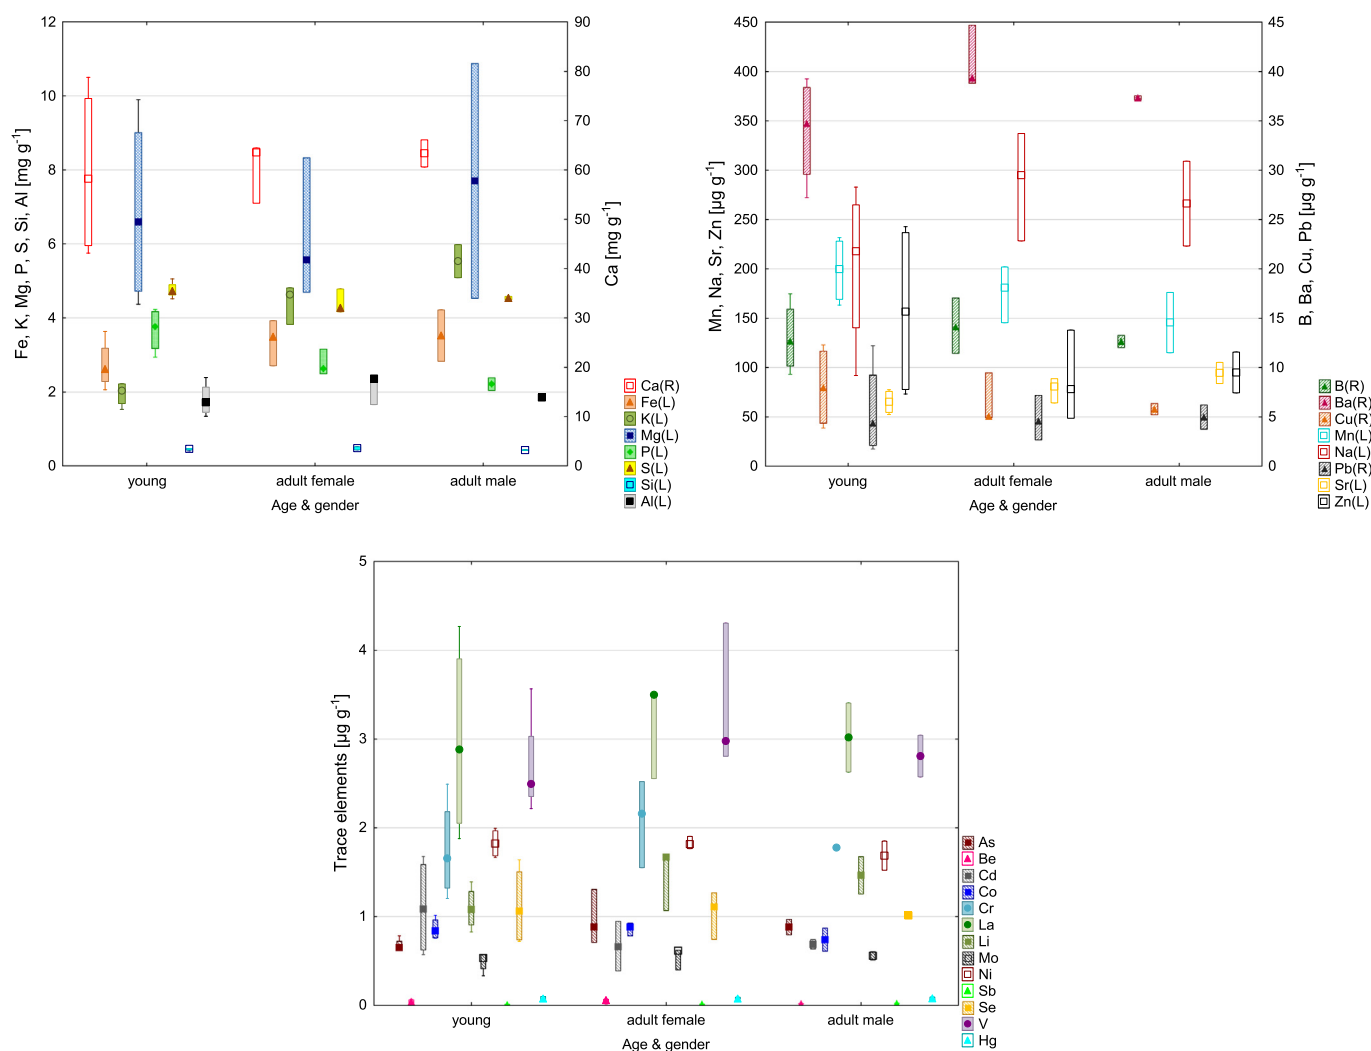 12
10
8
6
4
2
0
Fe, K, Mg, P, S, Si, Al [mg g-1]
90
80
70
60
50
40
30
20
10
0
Ca [mg g-1]
young
adult female
adult male
Age & gender
Ca(R)
Fe(L)
K(L)
Mg(L)
P(L)
S(L)
Si(L)
Al(L)
450
400
350
300
250
200
150
100
50
0
Mn, Na, Sr, Zn [µg g-1]
45
40
35
30
25
20
15
10
5
0
B, Ba, Cu, Pb [µg g-1]
young
adult female
adult male
Age & gender
B(R)
Ba(R)
Cu(R)
Mn(L)
Na(L)
Pb(R)
Sr(L)
Zn(L)
5
4
3
2
1
0
Trace elements [µg g-1]
young
adult female
adult male
Age & gender
As
Be
Cd
Co
Cr
La
Li
Mo
Ni
Sb
Se
V
Hg